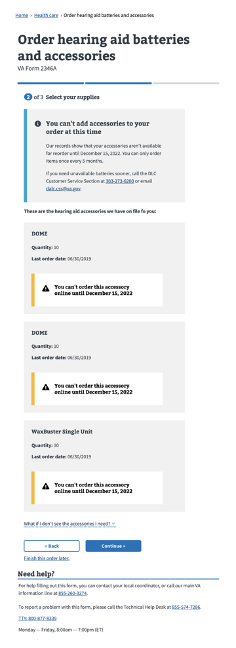 Home › Health care › Order hearing aid batteries and accessories
Order hearing aid batteries
and accessories
VA Form 2346A
2 of 3 Select your supplies
You can't add accessories to your
order at this time
Our records show that your accessories aren't available
for reorder until December 15, 2022. You can only order
items once every 5 months.
If you need unavailable batteries sooner, call the DLC
Customer Service Section at 303-273-6200 or email
dalc.css@va.gov.
These are the hearing aid accessories we have on file fo you:
DOME
Quantity: 10
Last order date: 06/30/2019
You can't order this accessory
online until December 15, 2022
DOME
Quantity: 10
Last order date: 06/30/2019
You can't order this accessory
online until December 15, 2022
WaxBuster Single Unit
Quantity: 10
Last order date: 06/30/2019
You can't order this accessory
online until December 15, 2022
What if I don't see the accessories I need?
« Back
Continue »
Finish this order later.
Need help?
For help filling out this form, you can contact your local coordinator, or call our main VA
information line at
To report a problem with this form, please call the Technical Help Desk at
TTY: 800-877-8339
Monday — Friday, 8:00am — 7:00pm (ET)